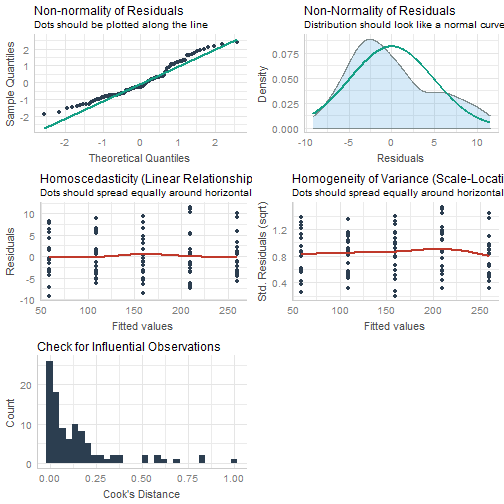 Non-normality of Residuals
Dots should be plotted along the line
Sample Quantiles
2
1
0
-1
-2
-2
-1
0
1
2
Theoretical Quantiles
Non-Normality of Residuals
Distribution should look like a normal curve
Density
0.075
0.050
0.025
0.000
-10
-5
0
5
10
Residuals
Homoscedasticity (Linear Relationship
Dots should spread equally around horizontal
Residuals
10
5
0
-5
-10
50
100
150
200
250
Fitted values
Homogeneity of Variance (Scale-Locati
Dots should spread equally around horizontal
Std. Residuals (sqrt)
1.2
0.8
0.4
50
100
150
200
250
Fitted values
Check for Influential Observations
Count
20
10
0
0.00
0.25
0.50
0.75
1.00
Cook's Distance